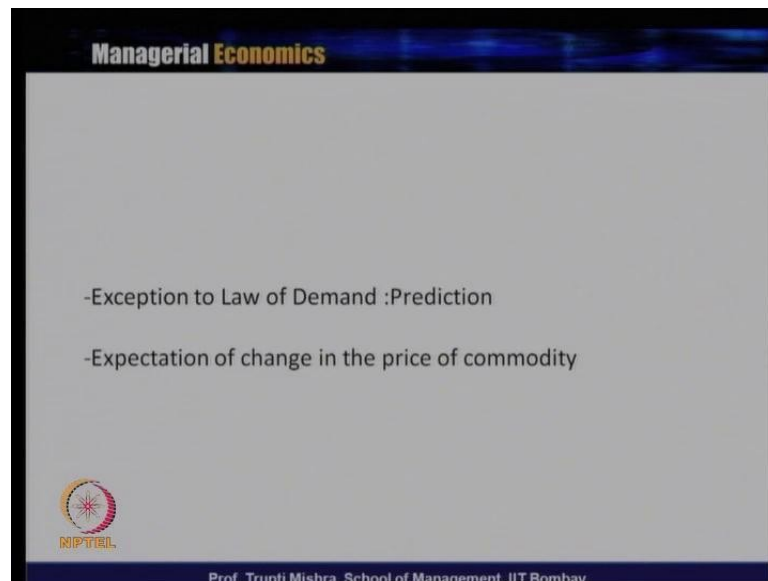 Managerial Economics
-Exception to Law of Demand :Prediction
-Expectation of change in the price of commodity
NPTEL
Prof. Trupti Mishra, School of Management, IIT Bombay